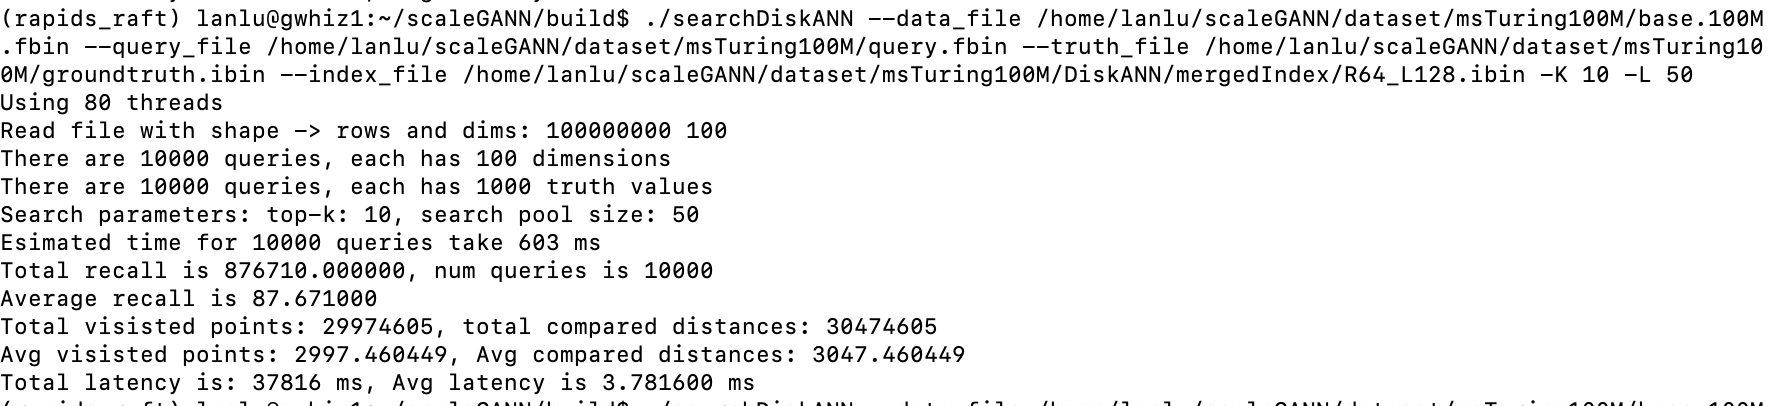 (rapids_raft) lanlu@gwhiz1:~/scaleGANN/build$ ./searchDiskANN --data_file /home/lanlu/scaleGANN/dataset/msTuring100M/base.100M
.fbin --query_file /home/lanlu/scaleGANN/dataset/msTuring100M/query.fbin --truth_file /home/lanlu/scaleGANN/dataset/msTuring10
0M/groundtruth.ibin --index_file /home/lanlu/scaleGANN/dataset/msTuring100M/DiskANN/mergedIndex/R64_L128.ibin -K 10 -L 50
Using 80 threads
Read file with shape -> rows and dims: 100000000 100
There are 10000 queries, each has 100 dimensions
There are 10000 queries, each has 1000 truth values
Search parameters: top-k: 10, search pool size: 50
Esimated time for 10000 queries take 603 ms
Total recall is 876710.000000, num queries is 10000
Average recall is 87.671000
Total visisted points: 29974605, total compared distances: 30474605
Avg visisted points: 2997.460449, Avg compared distances: 3047.460449
Total latency is: 37816 ms, Avg latency is 3.781600 ms